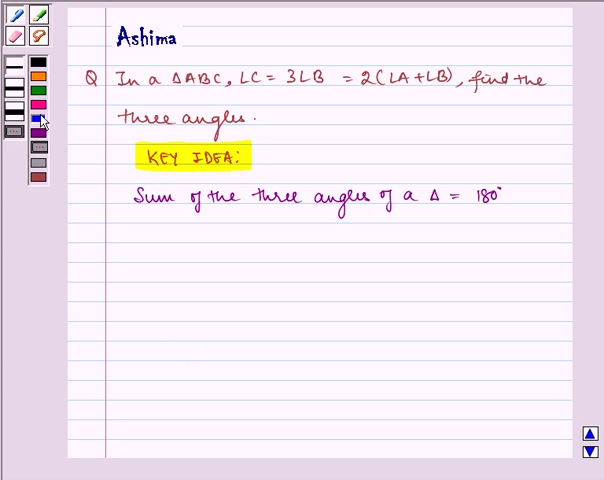 Ashima
Q In a ΔABC, ∠C = 3∠B = 2(∠A+∠B), find the
three angles.
KEY IDEA:
Sum of the three angles of a Δ = 180°